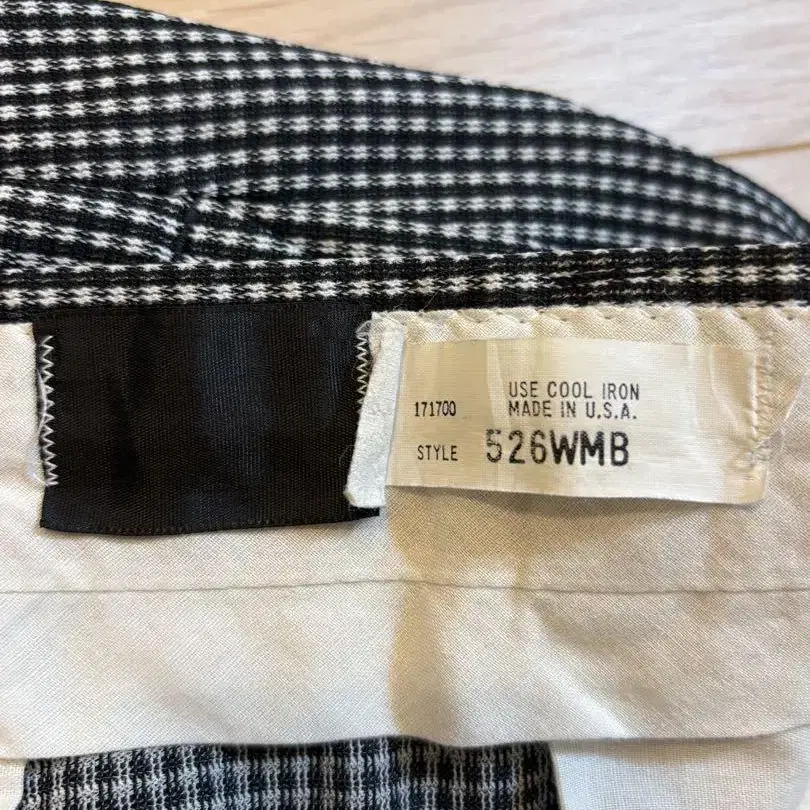 USE COOL IRON
171700 MADE IN U.S.A.
STYLE 526WMB